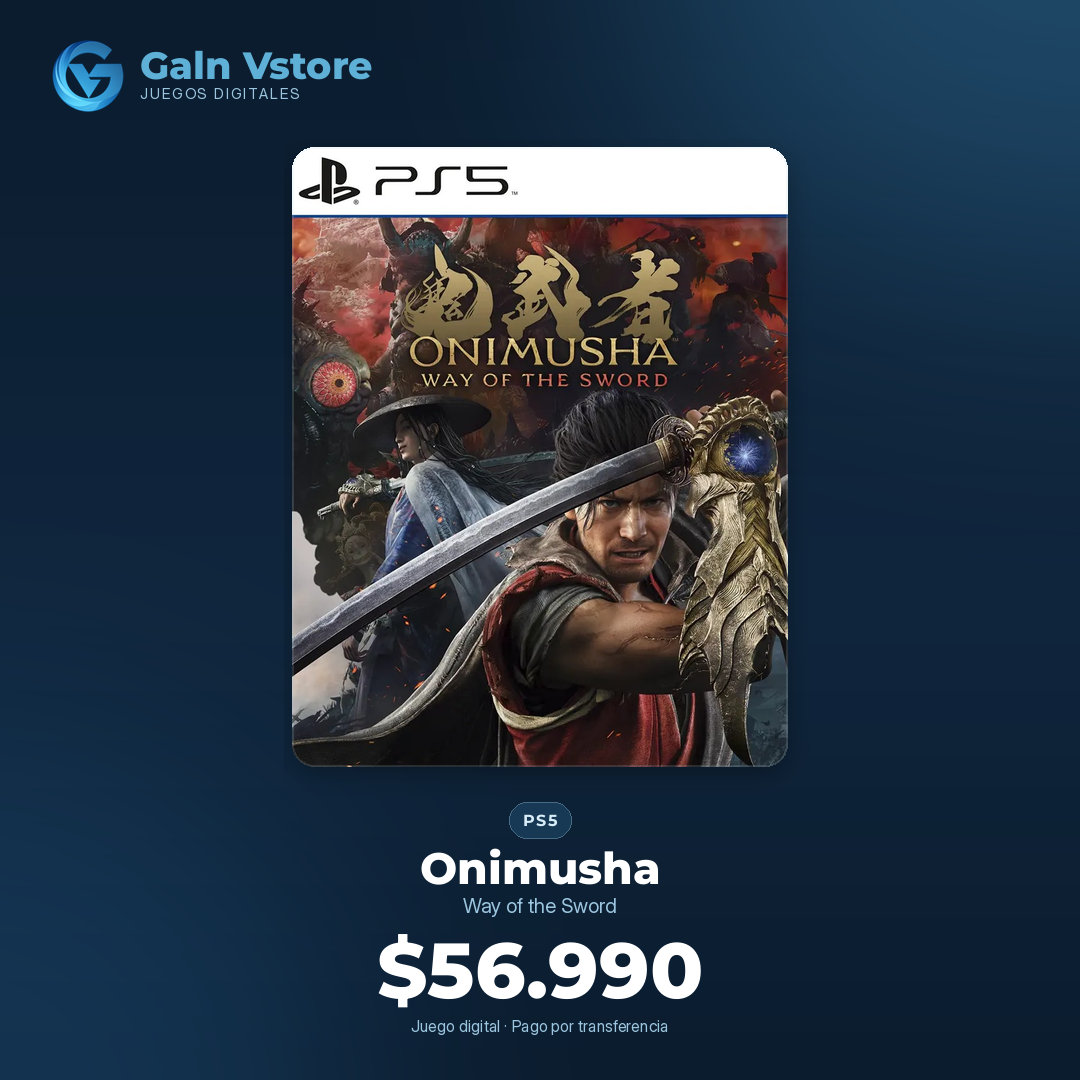 Galn Vstore
JUEGOS DIGITALES
PS5
鬼武者
ONIMUSHA
WAY OF THE SWORD
PS5
Onimusha
Way of the Sword
$56.990
Juego digital · Pago por transferencia